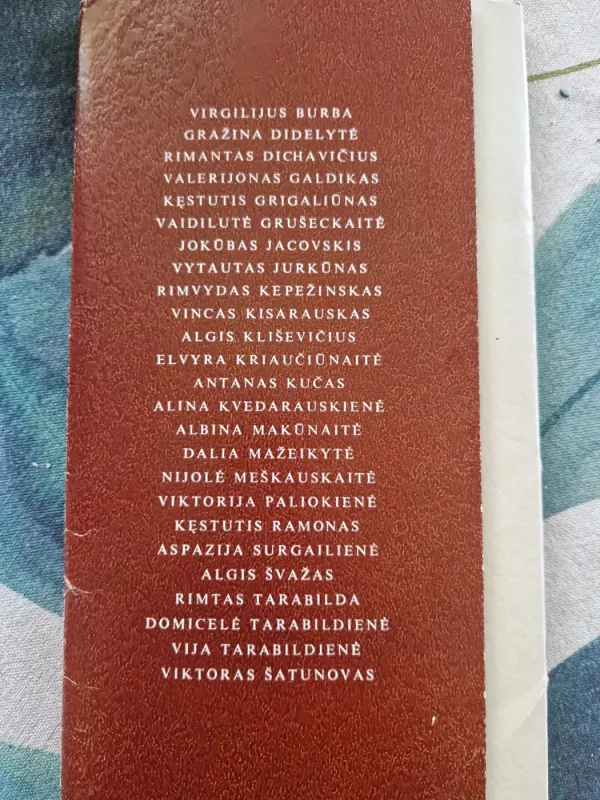 VIRGILIJUS BURBA
GRAŽINA DIDELYTĖ
RIMANTAS DICHAVIČIUS
VALERIJONAS GALDIKAS
KĘSTUTIS GRIGALIŪNAS
VAIDILUTĖ GRUŠECKAITĖ
JOKŪBAS JACOVSKIS
VYTAUTAS JURKŪNAS
RIMVYDAS KEPEŽINSKAS
VINCAS KISARAUSKAS
ALGIS KLIŠEVIČIUS
ELVYRA KRIAUČIŪNAITĖ
ANTANAS KUČAS
ALINA KVEDARAUSKIENĖ
ALBINA MAKŪNAITĖ
DALIA MAŽEIKYTĖ
NIJOLĖ MEŠKAUSKAITĖ
VIKTORIJA PALIOKIENĖ
KĘSTUTIS RAMONAS
ASPAZIJA SURGAILIENĖ
ALGIS ŠVAŽAS
RIMTAS TARABILDA
DOMICELĖ TARABILDIENĖ
VIJA TARABILDIENĖ
VIKTORAS ŠATUNOVAS